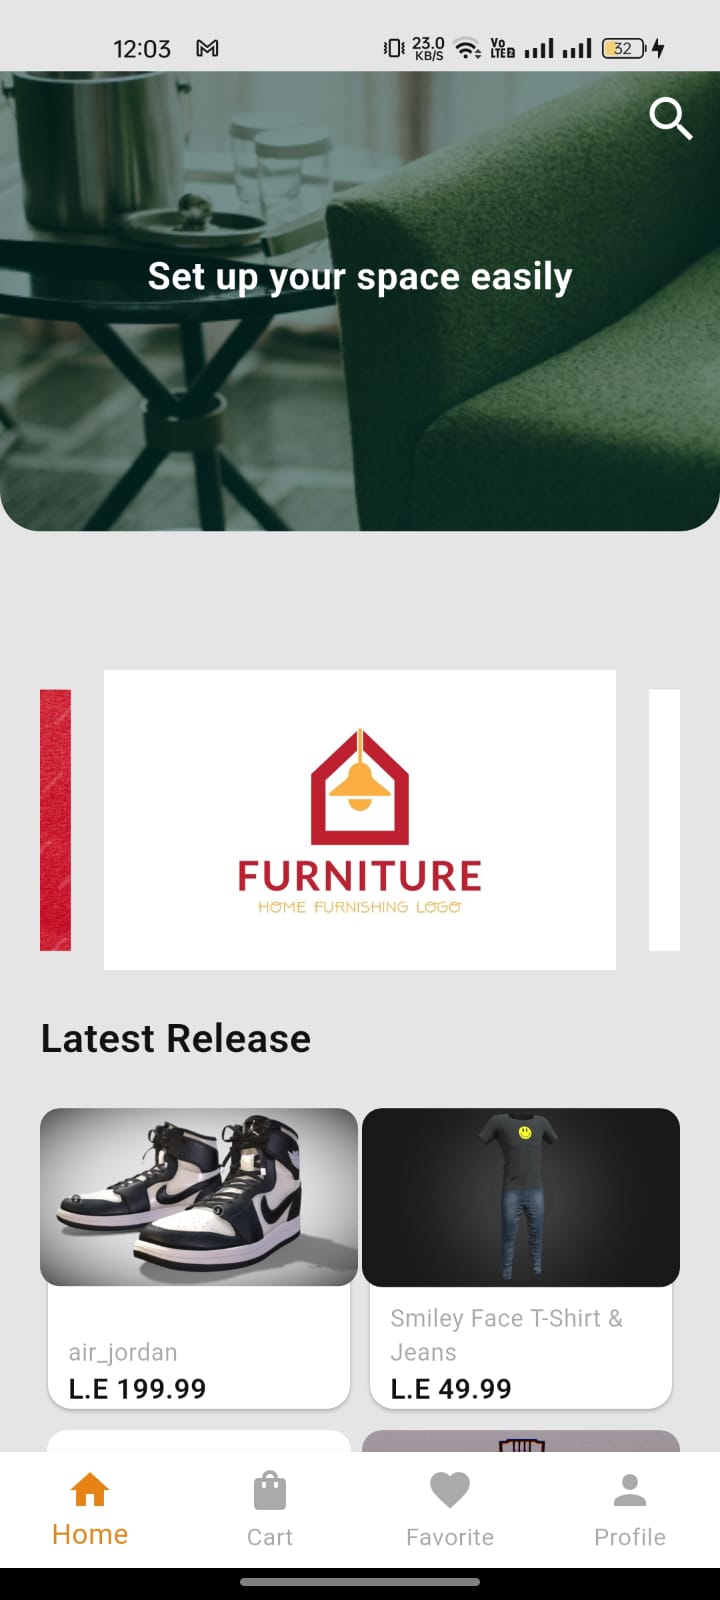 12:03
23.0
KB/S
Vo
LTE2
32
Set up your space easily
FURNITURE
HOME FURNISHING LOGO
Latest Release
air_jordan
L.E 199.99
Smiley Face T-Shirt &
Jeans
L.E 49.99
Home
Cart
Favorite
Profile